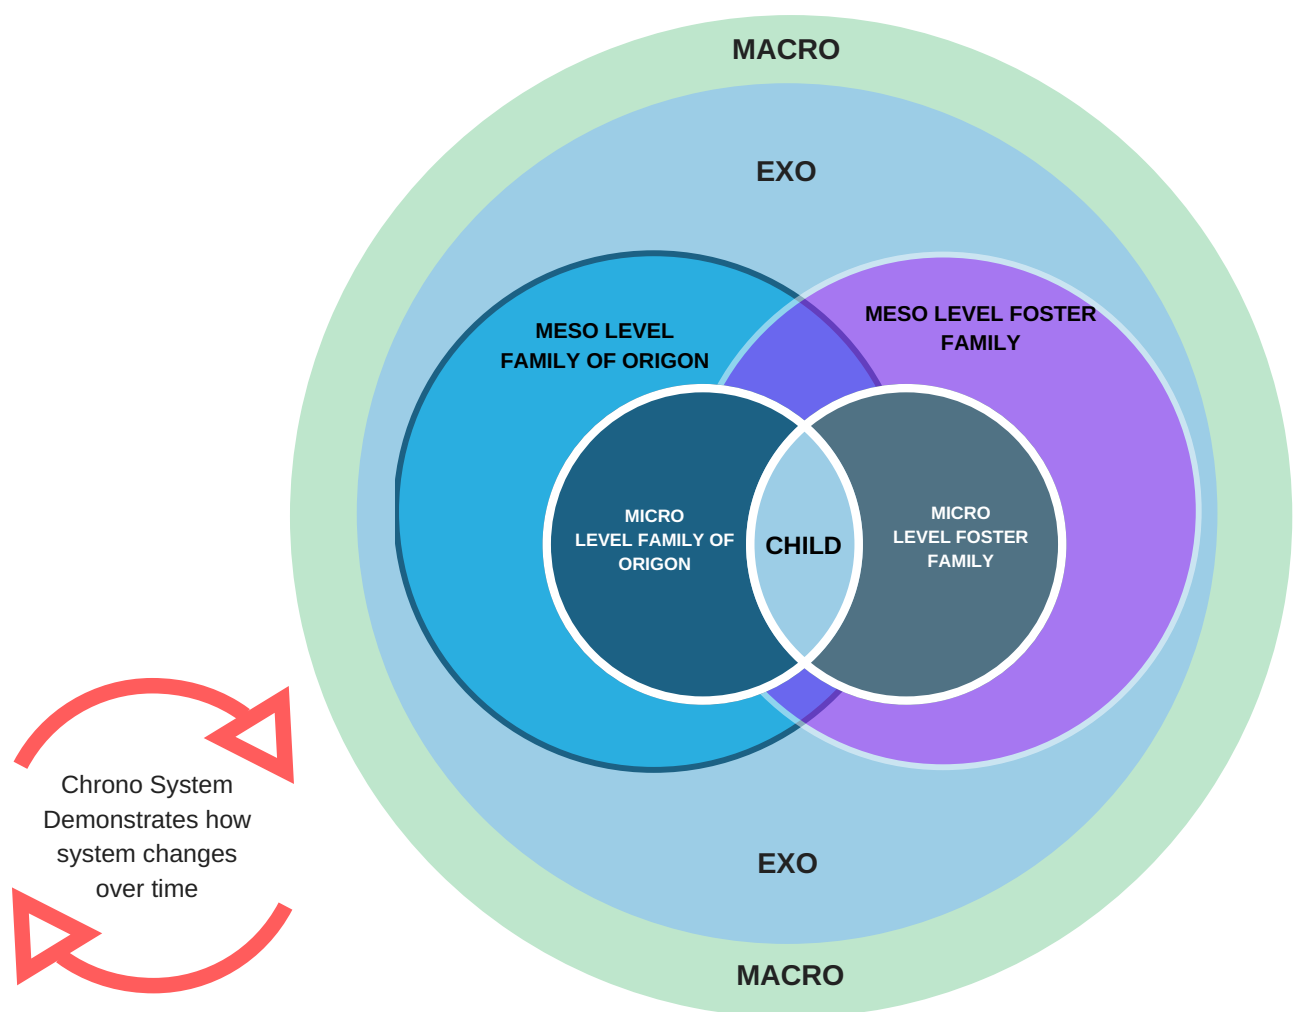 MACRO
EXO
MESO LEVEL
FAMILY OF ORIGON
MESO LEVEL FOSTER
FAMILY
MICRO
LEVEL FAMILY OF
ORIGON
CHILD
MICRO
LEVEL FOSTER
FAMILY
Chrono System
Demonstrates how
system changes
over time
EXO
MACRO